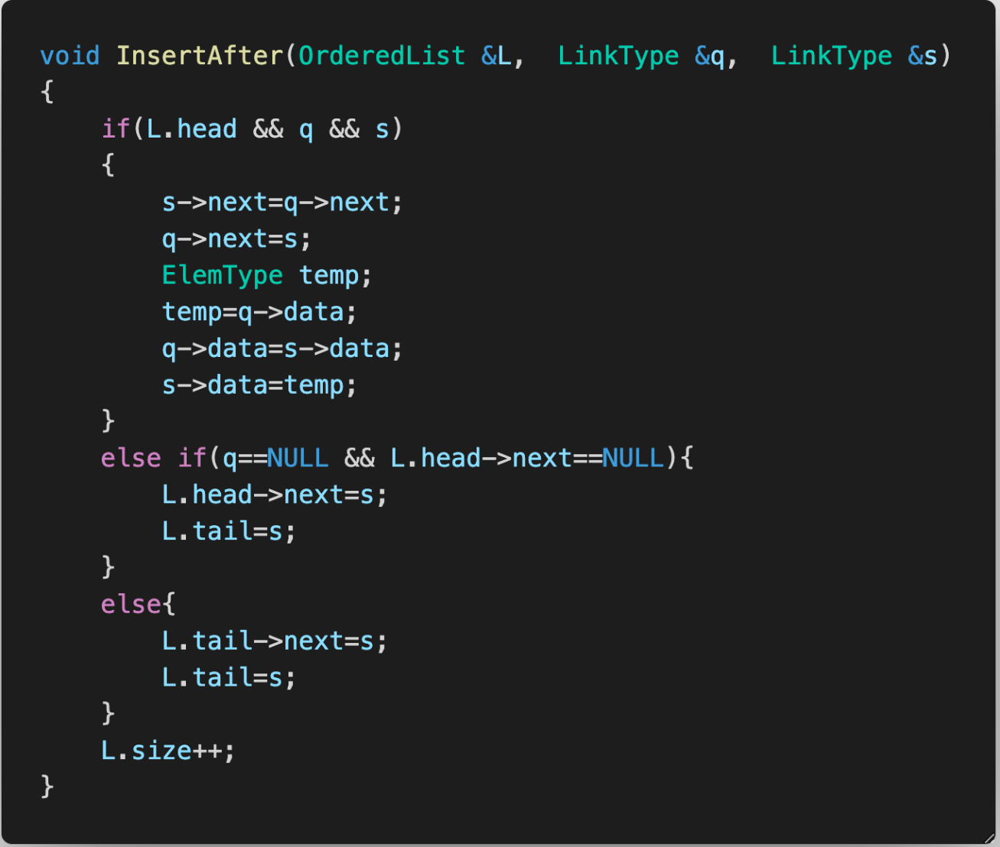 void InsertAfter(OrderedList &L,  LinkType &q,  LinkType &s)
{
    if(L.head && q && s)
    {
        s->next=q->next;
        q->next=s;
        ElemType temp;
        temp=q->data;
        q->data=s->data;
        s->data=temp;
    }
    else if(q==NULL && L.head->next==NULL){
        L.head->next=s;
        L.tail=s;
    }
    else{
        L.tail->next=s;
        L.tail=s;
    }
    L.size++;
}